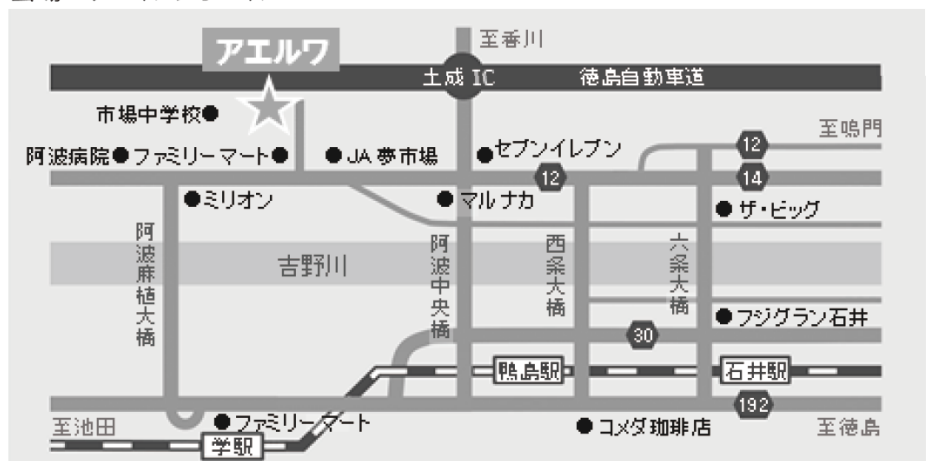 アエルワ
至香川
土成IC
徳島自動車道
市場中学校
至鳴門
阿波病院
ファミリーマート
JA夢市場
セブンイレブン
12
12
14
ミリオン
マルナカ
ザ・ビッグ
阿波麻植大橋
吉野川
阿波中央橋
西条大橋
六条大橋
フジグラン石井
30
鴨島駅
石井駅
192
至池田
ファミリーマート
学駅
コメダ珈琲店
至徳島